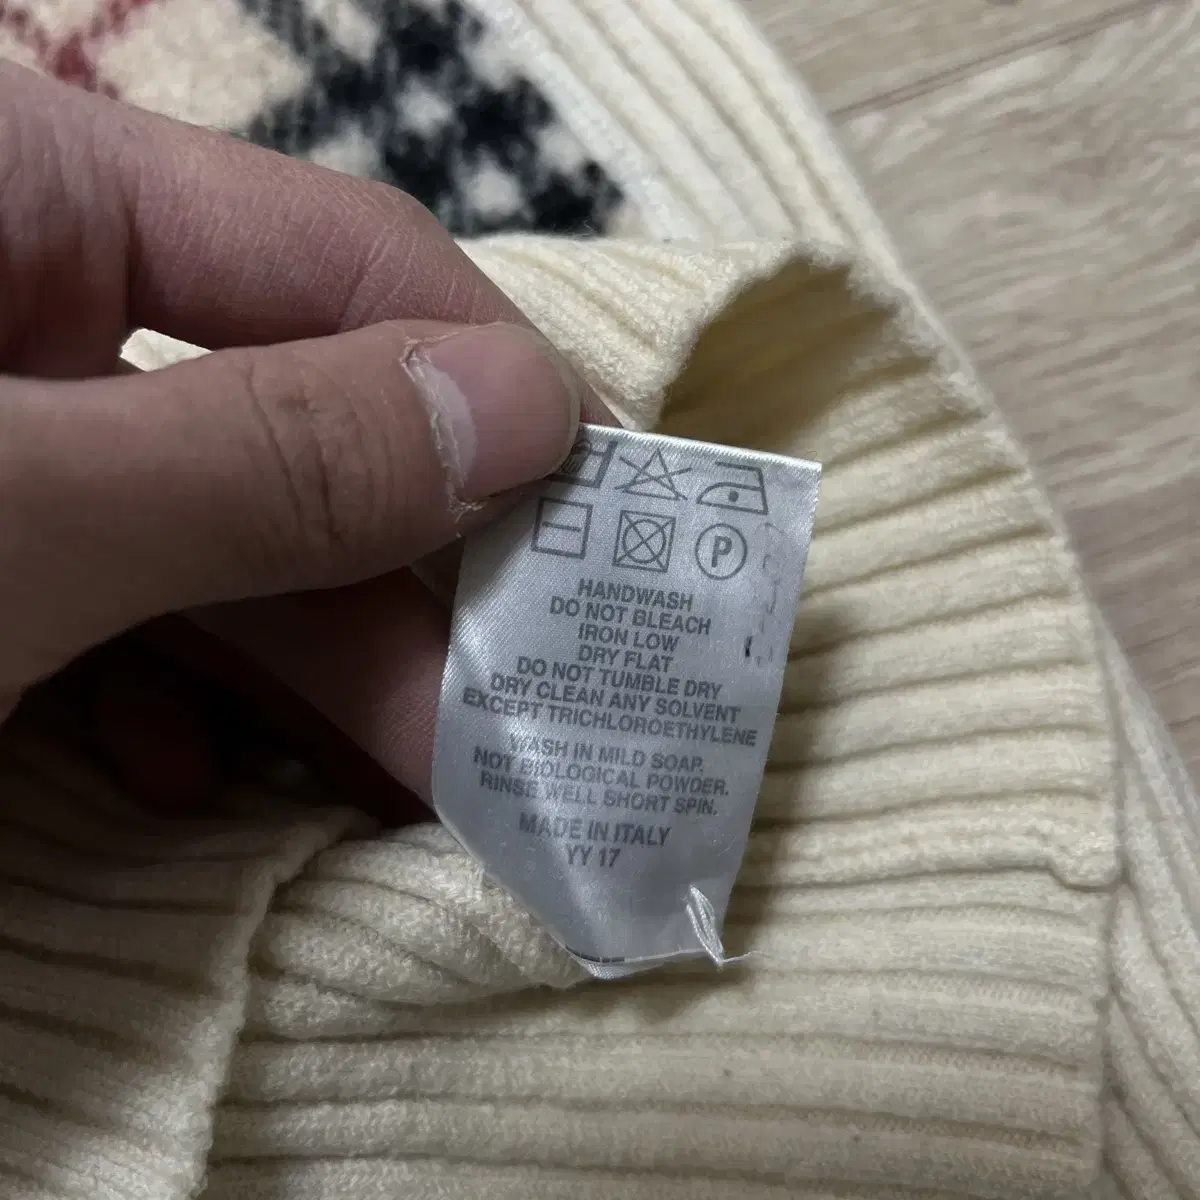 P
HANDWASH
DO NOT BLEACH
IRON LOW
DRY FLAT
DO NOT TUMBLE DRY
DRY CLEAN ANY SOLVENT
EXCEPT TRICHLOROETHYLENE
WASH IN MILD SOAP.
NOT BIOLOGICAL POWDER.
RINSE WELL SHORT SPIN.
MADE IN ITALY
YY 17